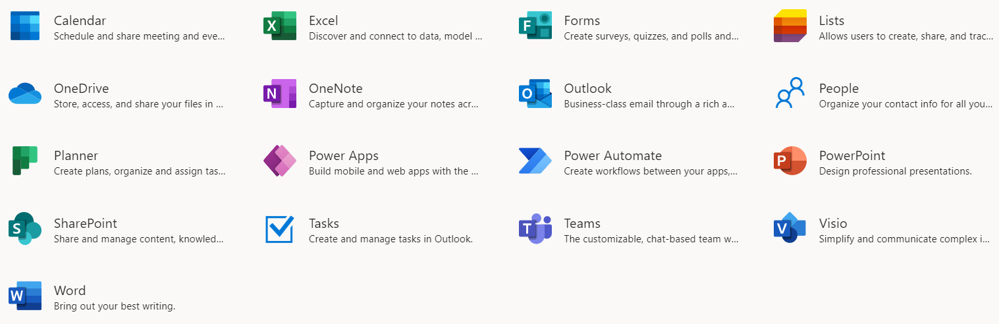 Calendar
Schedule and share meeting and eve...
X
Excel
Discover and connect to data, model ...
F
Forms
Create surveys, quizzes, and polls and...
Lists
Allows users to create, share, and trac...
OneDrive
Store, access, and share your files in ...
N
OneNote
Capture and organize your notes acr...
O
Outlook
Business-class email through a rich a...
People
Organize your contact info for all you...
Planner
Create plans, organize and assign tas...
Power Apps
Build mobile and web apps with the ...
Power Automate
Create workflows between your apps,...
P
PowerPoint
Design professional presentations.
S
SharePoint
Share and manage content, knowled...
Tasks
Create and manage tasks in Outlook.
T
Teams
The customizable, chat-based team w...
V
Visio
Simplify and communicate complex i...
W
Word
Bring out your best writing.